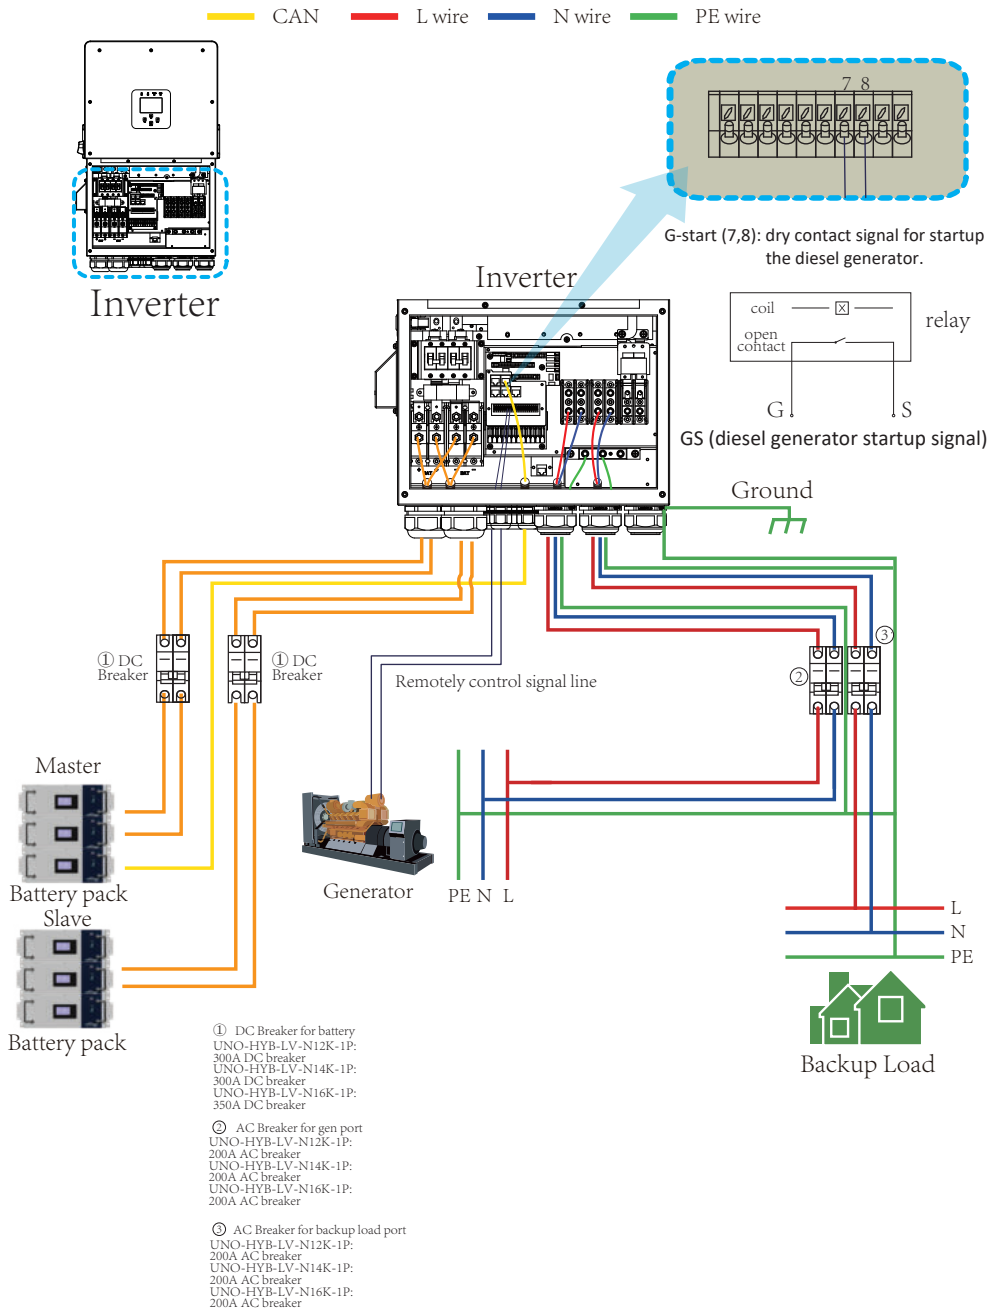 CAN
L wire
N wire
PE wire
7 8
G-start (7,8): dry contact signal for startup
the diesel generator.
Inverter
Inverter
coil
relay
open
contact
G
S
GS (diesel generator startup signal)
BAT
BAT
Ground
① DC
Breaker
① DC
Breaker
②
③
Remotely control signal line
Master
Battery pack
Slave
Battery pack
Generator
PE N L
L
N
PE
Backup Load
① DC Breaker for battery
UNO-HYB-LV-N12K-1P:
300A DC breaker
UNO-HYB-LV-N14K-1P:
300A DC breaker
UNO-HYB-LV-N16K-1P:
350A DC breaker
② AC Breaker for gen port
UNO-HYB-LV-N12K-1P:
200A AC breaker
UNO-HYB-LV-N14K-1P:
200A AC breaker
UNO-HYB-LV-N16K-1P:
200A AC breaker
③ AC Breaker for backup load port
UNO-HYB-LV-N12K-1P:
200A AC breaker
UNO-HYB-LV-N14K-1P:
200A AC breaker
UNO-HYB-LV-N16K-1P:
200A AC breaker